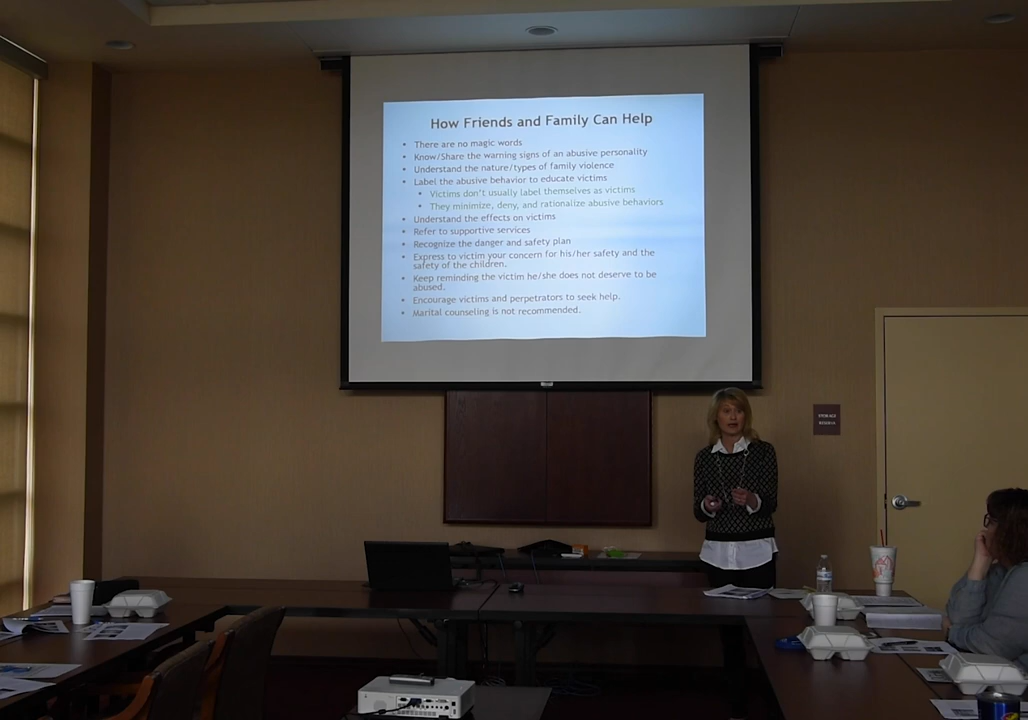 How Friends and Family Can Help
• There are no magic words
• Know/Share the warning signs of an abusive personality
• Understand the nature/types of family violence
• Label the abusive behavior to educate victims
• Victims don't usually label themselves as victims
• They minimize, deny, and rationalize abusive behaviors
• Understand the effects on victims
• Refer to supportive services
• Recognize the danger and safety plan
• Express to victim your concern for his/her safety and the
safety of the children.
• Keep reminding the victim he/she does not deserve to be
abused.
• Encourage victims and perpetrators to seek help.
• Marital counseling is not recommended.
STORAGE